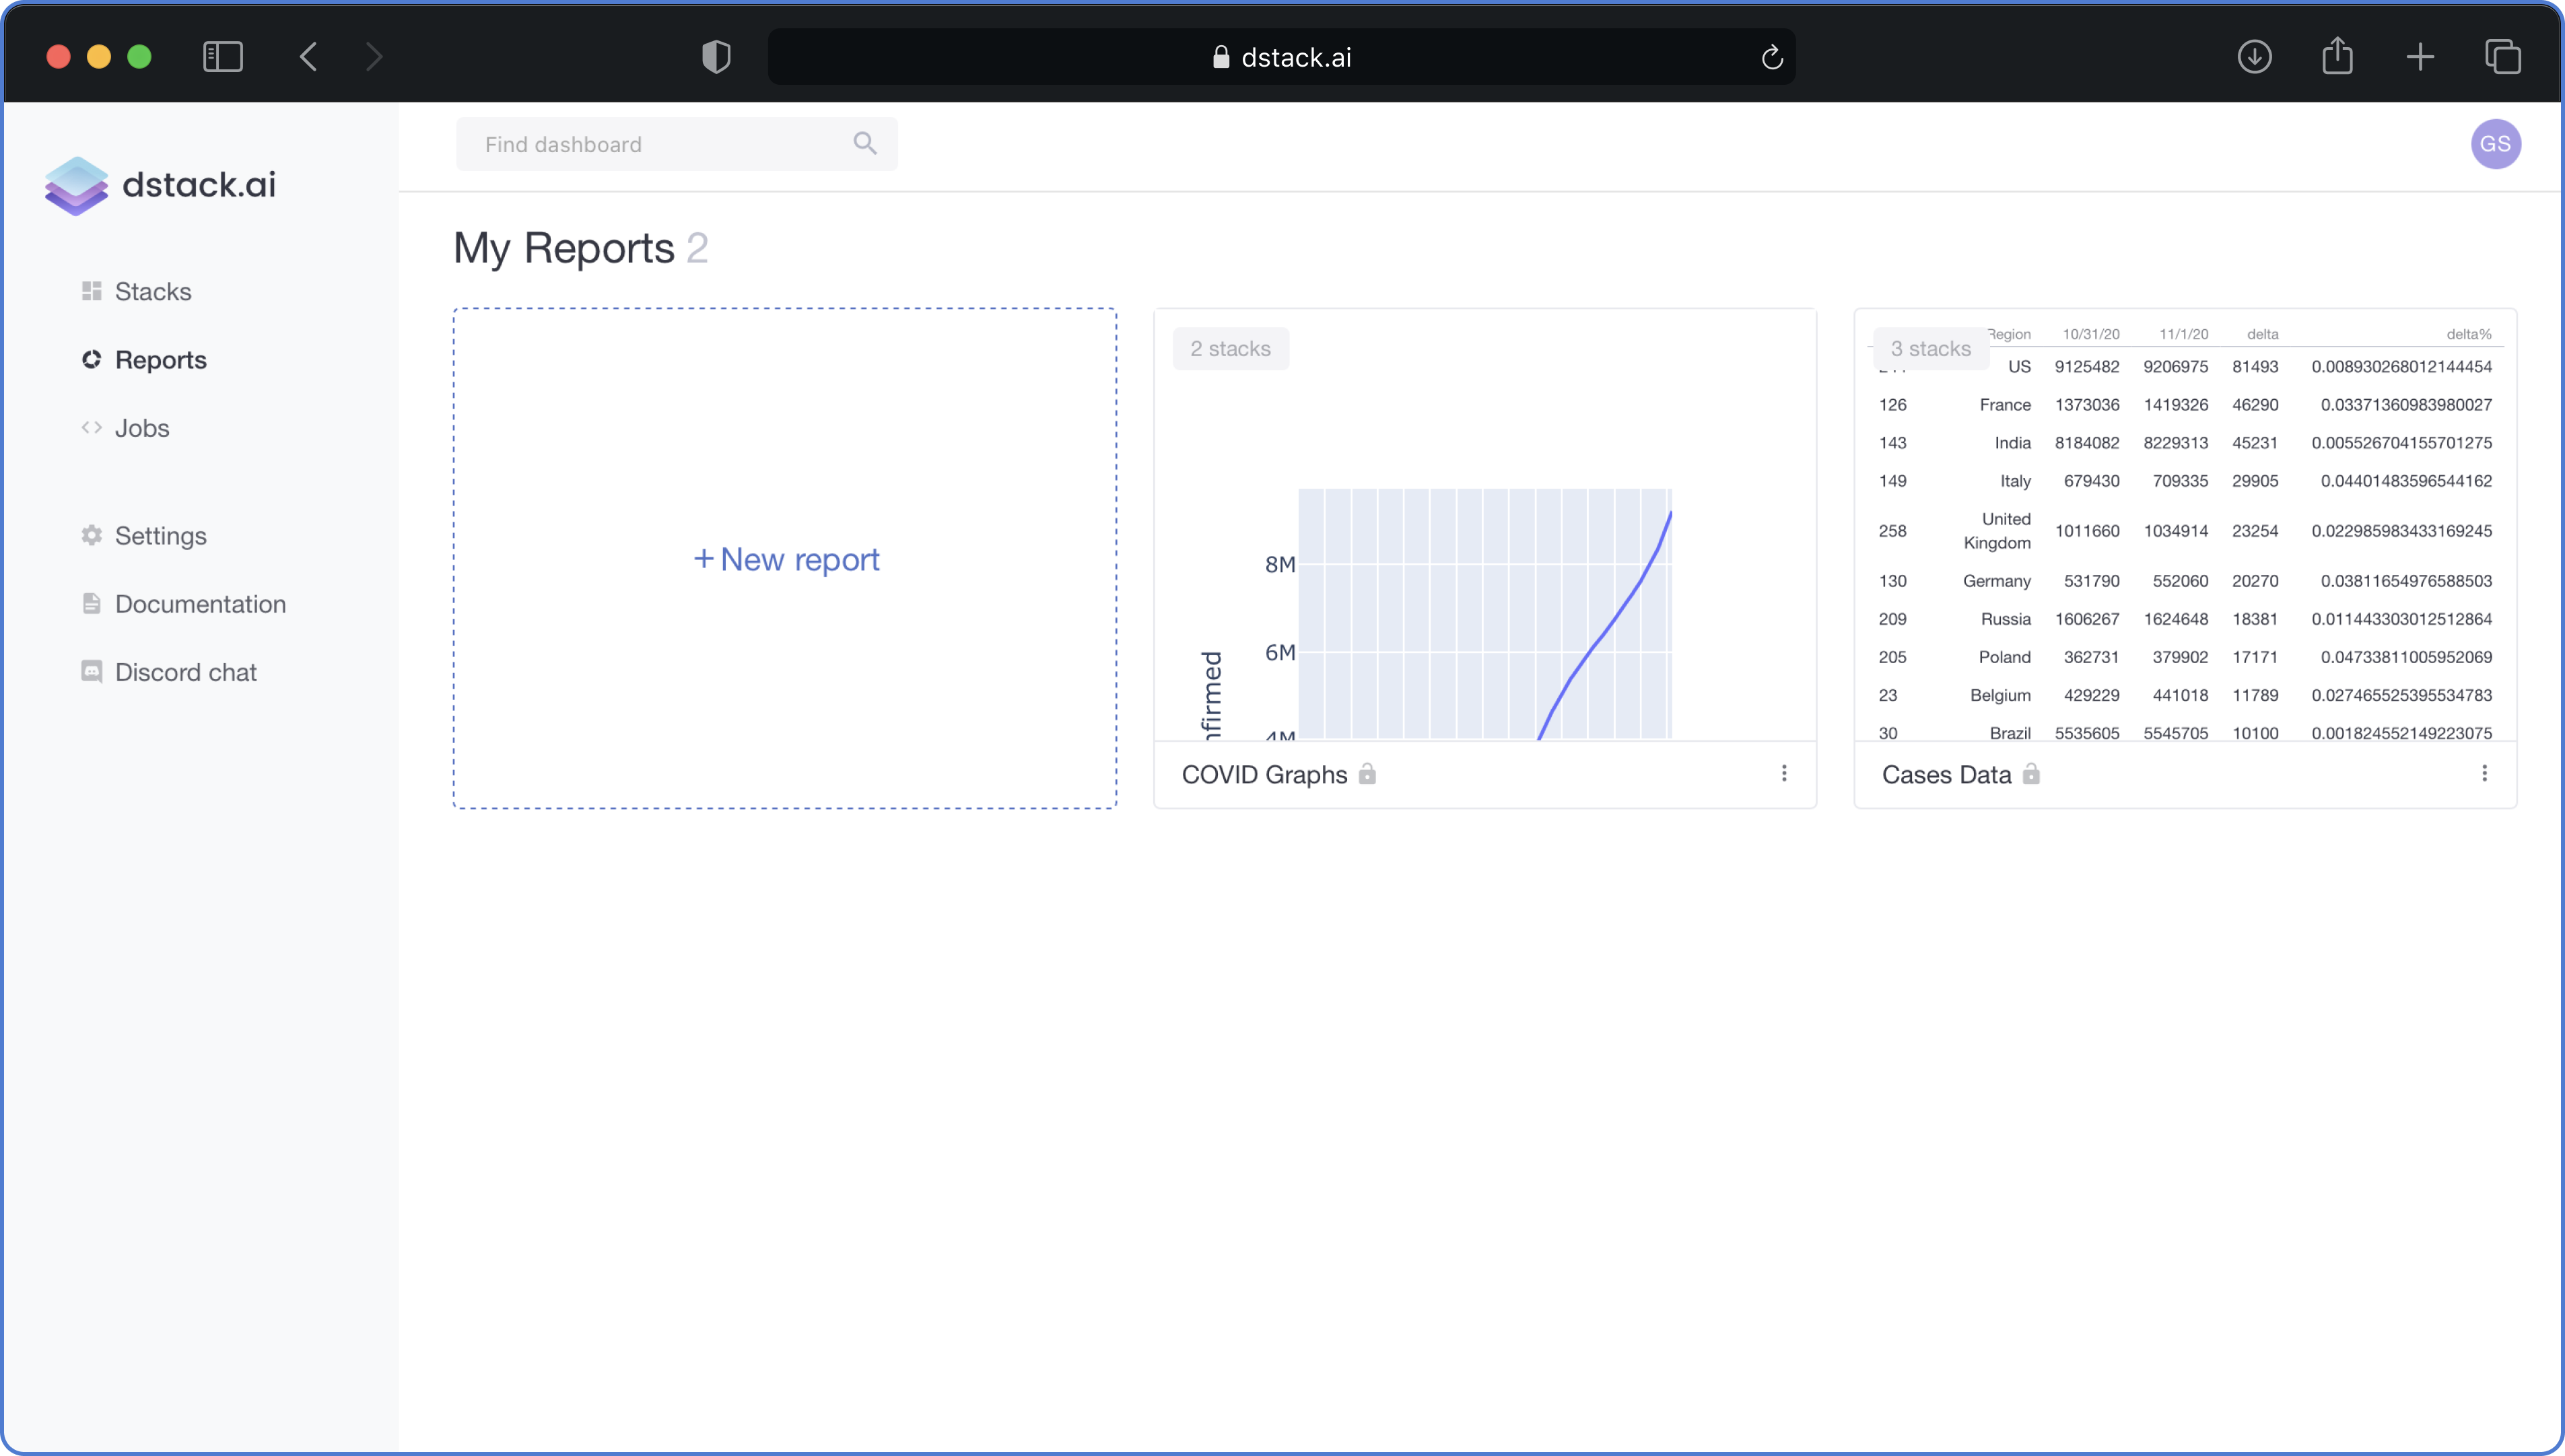 dstack.ai
Find dashboard
GS
dstack.ai
Stacks
Reports
Jobs
Settings
Documentation
Discord chat
My Reports 2
+ New report
2 stacks
8M
6M
4M
nfirmed
COVID Graphs
3 stacks
Region 10/31/20 11/1/20 delta delta%
US 9125482 9206975 81493 0.008930268012144454
126 France 1373036 1419326 46290 0.03371360983980027
143 India 8184082 8229313 45231 0.005526704155701275
149 Italy 679430 709335 29905 0.04401483596544162
258 United Kingdom 1011660 1034914 23254 0.022985983433169245
130 Germany 531790 552060 20270 0.03811654976588503
209 Russia 1606267 1624648 18381 0.011443303012512864
205 Poland 362731 379902 17171 0.04733811005952069
23 Belgium 429229 441018 11789 0.027465525395534783
30 Brazil 5535605 5545705 10100 0.001824552149223075
Cases Data